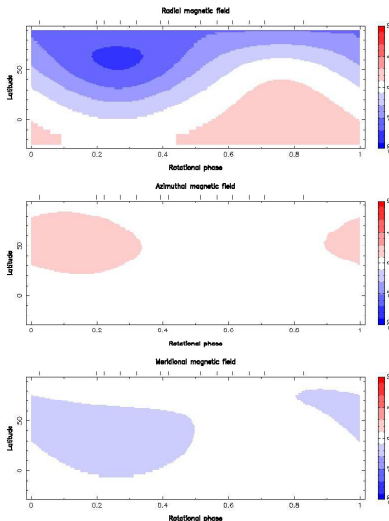 Radial magnetic field
Latitude
50
0
0 0.2 0.4 0.6 0.8 1
Rotational phase
Azimuthal magnetic field
Latitude
50
0
0 0.2 0.4 0.6 0.8 1
Rotational phase
Meridional magnetic field
Latitude
50
0
0 0.2 0.4 0.6 0.8 1
Rotational phase